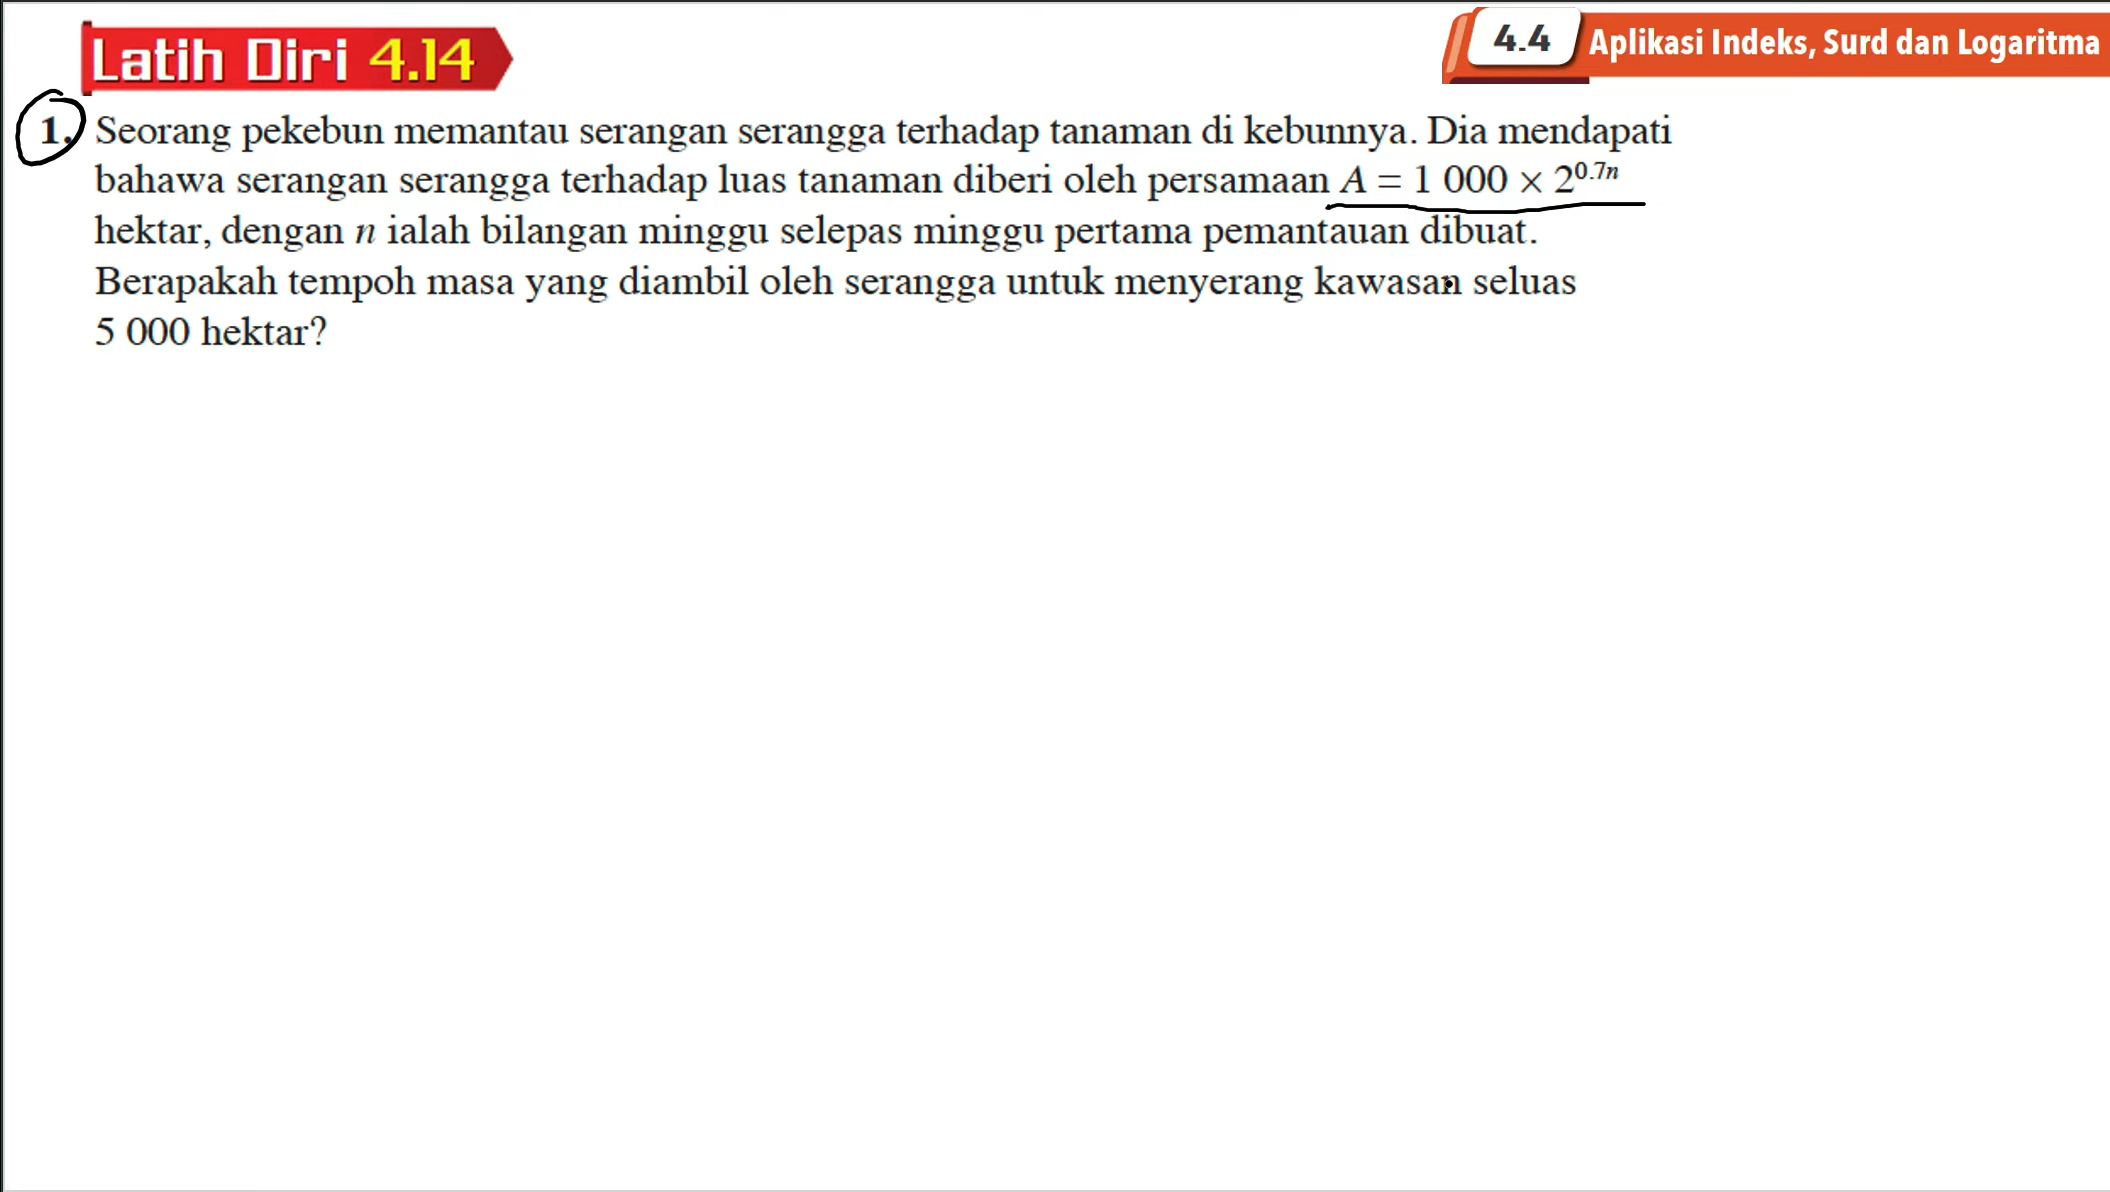 Latih Diri 4.14
4.4 Aplikasi Indeks, Surd dan Logaritma
1. Seorang pekebun memantau serangan serangga terhadap tanaman di kebunnya. Dia mendapati
bahawa serangan serangga terhadap luas tanaman diberi oleh persamaan A = 1 000 × 2^{0.7n}
hektar, dengan n ialah bilangan minggu selepas minggu pertama pemantauan dibuat.
Berapakah tempoh masa yang diambil oleh serangga untuk menyerang kawasan seluas
5 000 hektar?